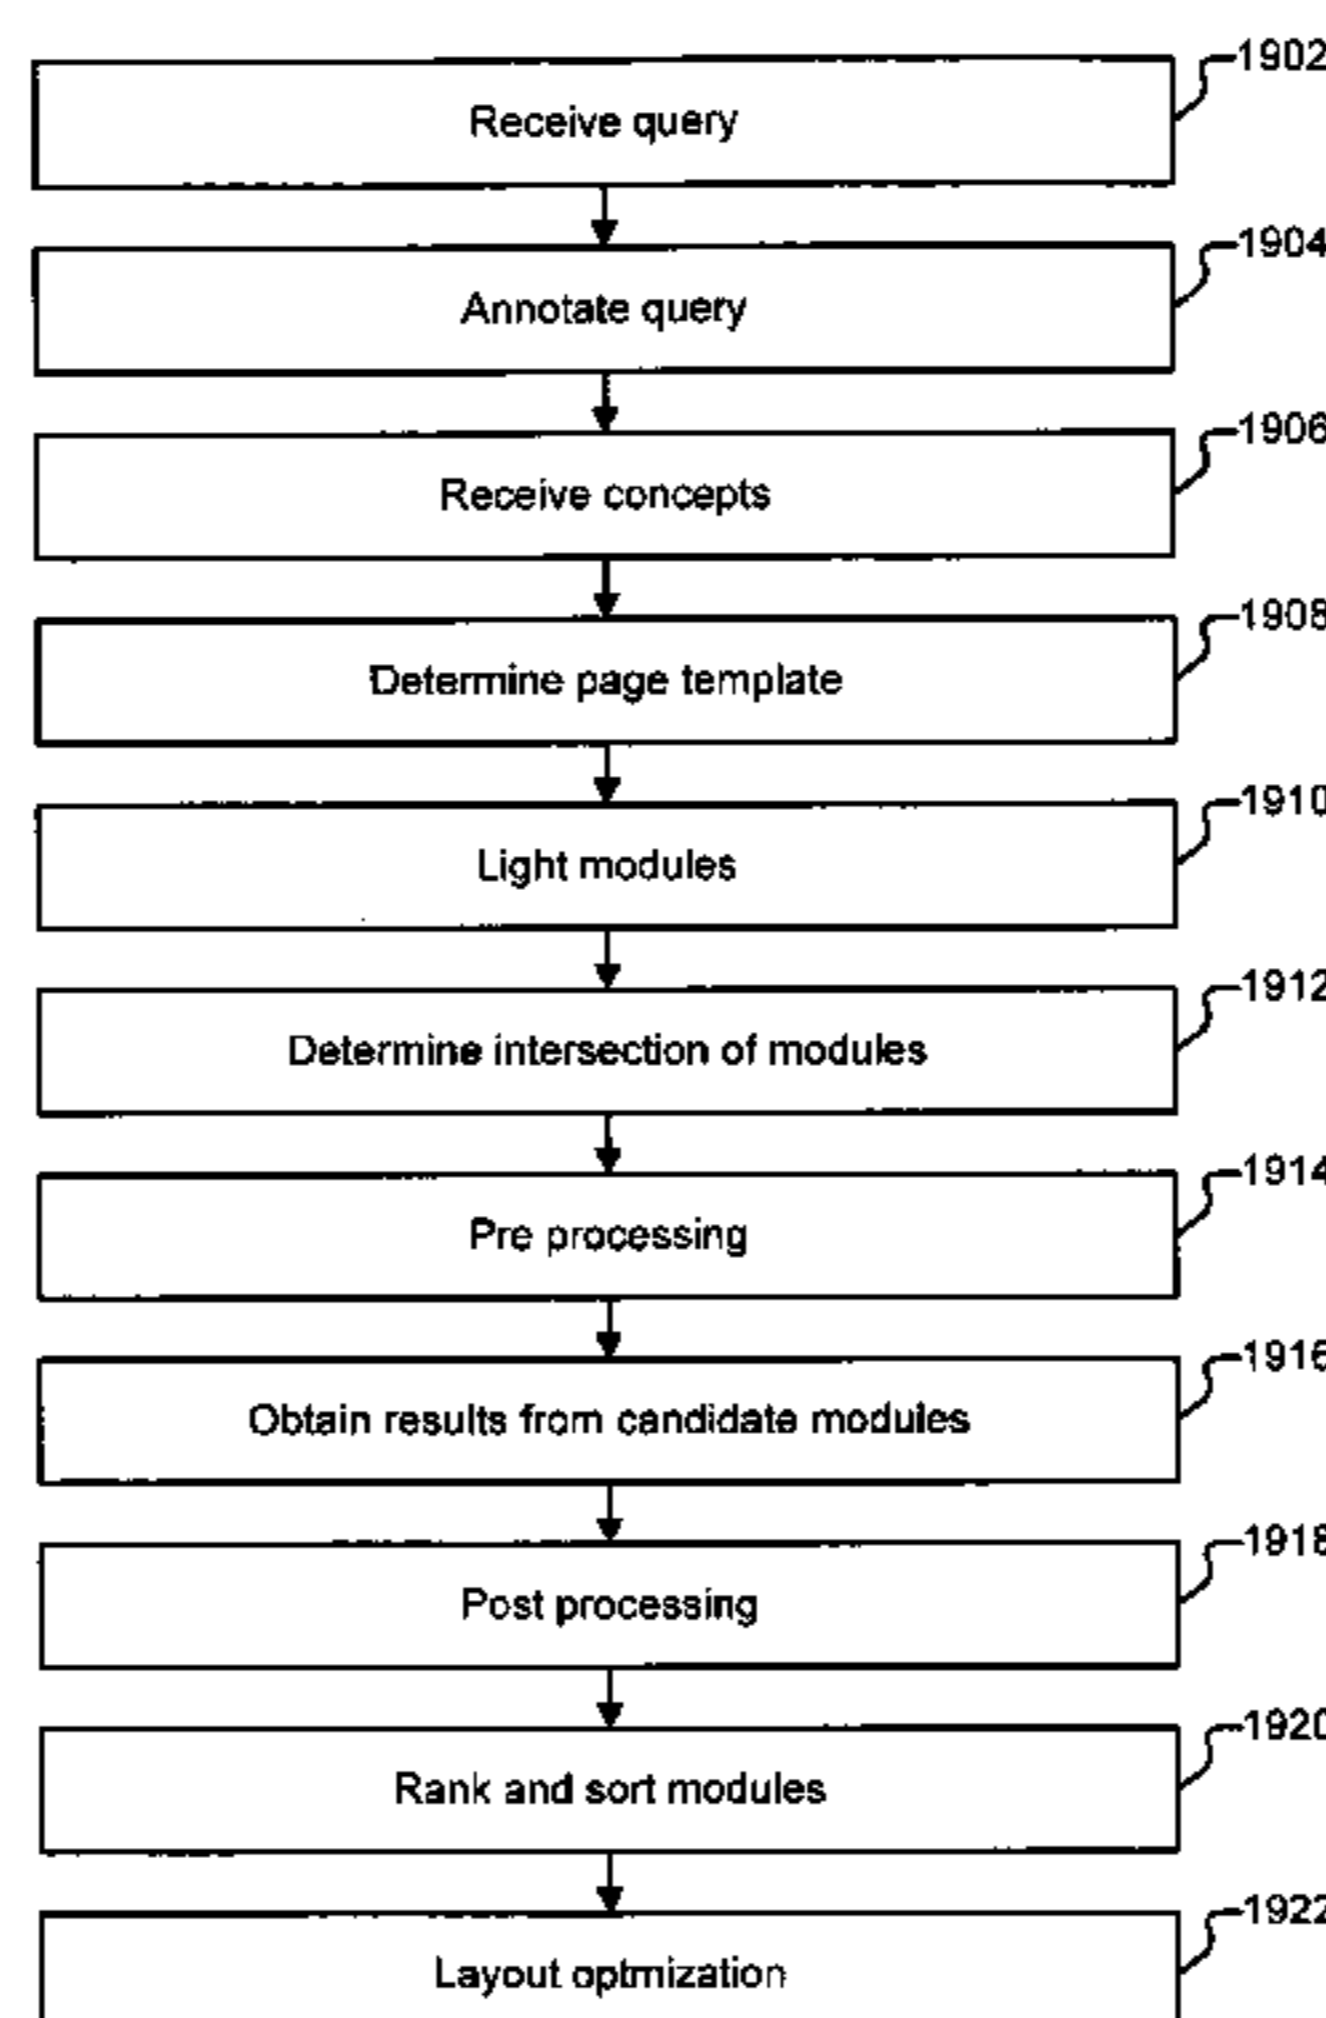 1902
Receive query
1904
Annotate query
1906
Receive concepts
1908
Determine page template
1910
Light modules
1912
Determine intersection of modules
1914
Pre processing
1916
Obtain results from candidate modules
1918
Post processing
1920
Rank and sort modules
1922
Layout optmization